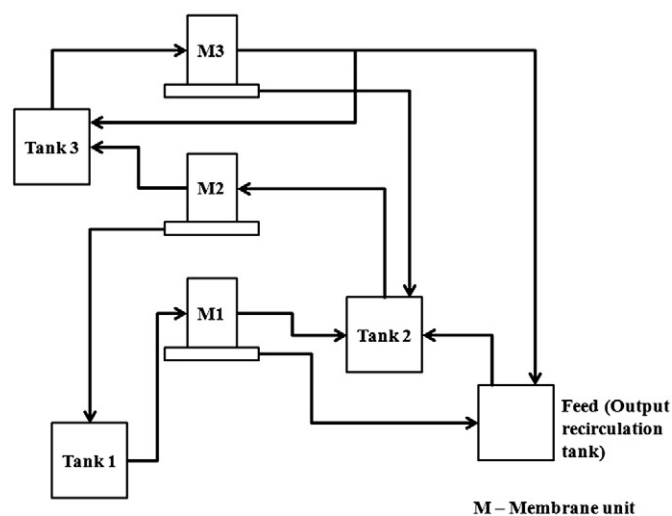 M3
Tank 3
M2
M1
Tank 2
Feed (Output
recirculation
tank)
Tank 1
M – Membrane unit